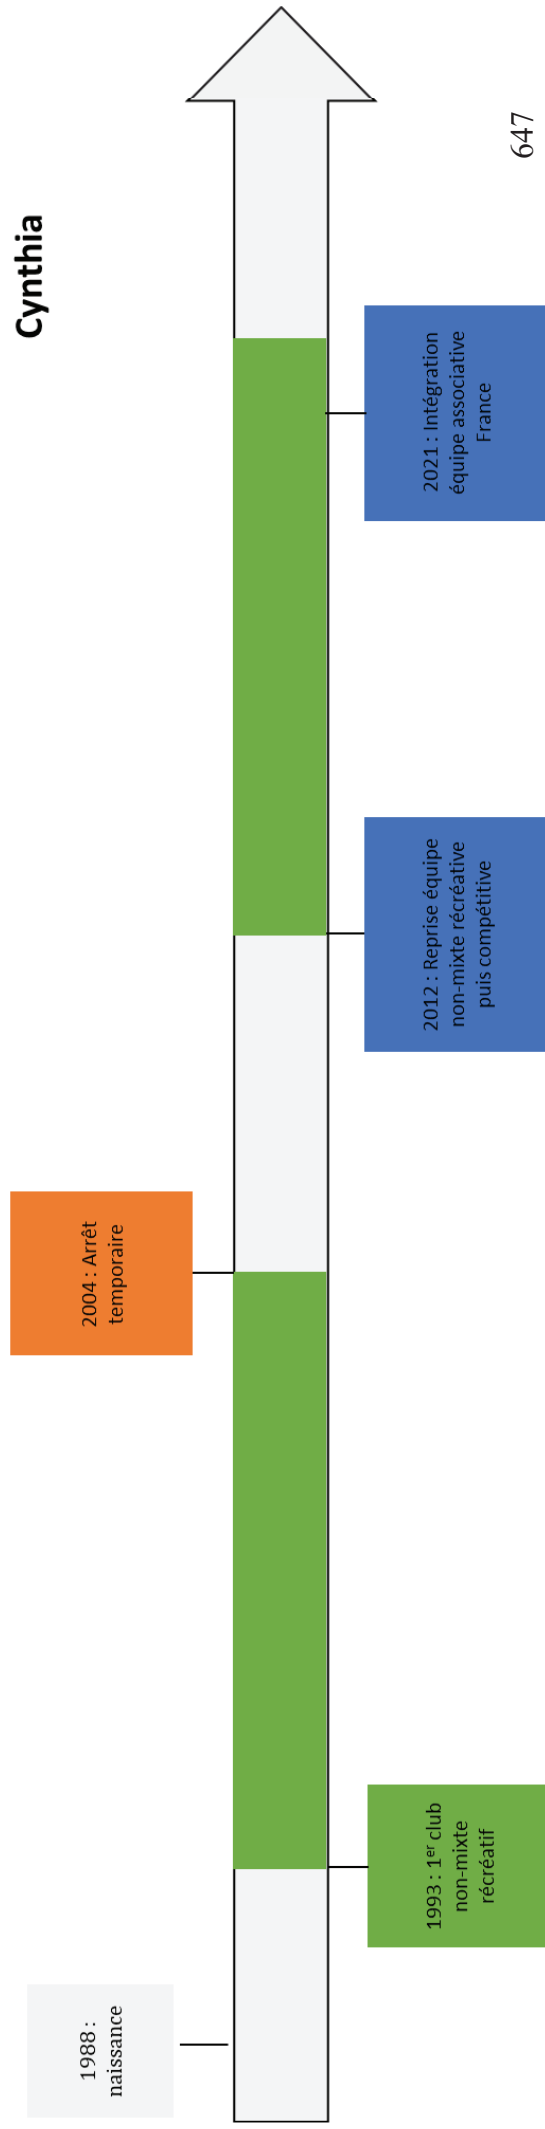 Cynthia
1988 :
naissance
1993 : 1er club
non-mixte
récréatif
2004 : Arrêt
temporaire
2012 : Reprise équipe
non-mixte récréative
puis compétitive
2021 : Intégration
équipe associative
France
647